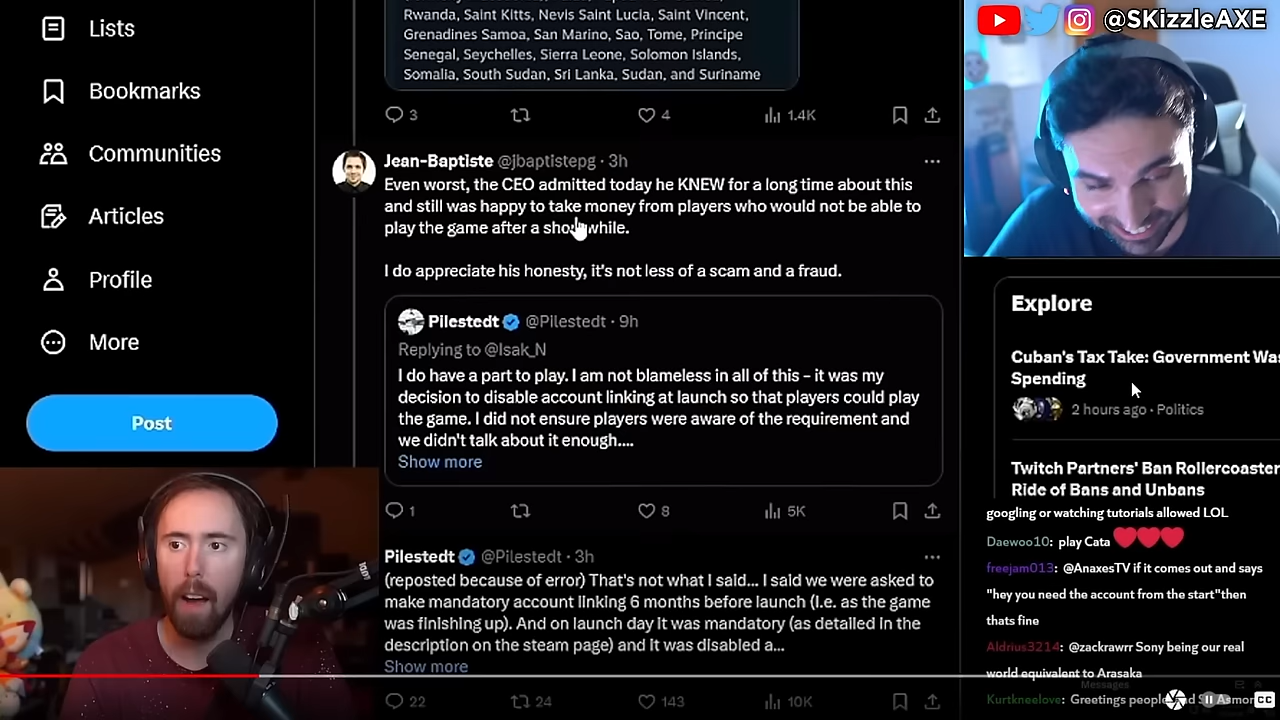 Lists
Bookmarks
Communities
Articles
Profile
More
Post
Rwanda, Saint Kitts, Nevis Saint Lucia, Saint Vincent,
Grenadines Samoa, San Marino, Sao, Tome, Principe
Senegal, Seychelles, Sierra Leone, Solomon Islands,
Somalia, South Sudan, Sri Lanka, Sudan, and Suriname
3
4
1.4K
Jean-Baptiste @jbaptistepg · 3h
Even worst, the CEO admitted today he KNEW for a long time about this
and still was happy to take money from players who would not be able to
play the game after a while.
I do appreciate his honesty, it's not less of a scam and a fraud.
Pilestedt @Pilestedt · 9h
Replying to @Isak_N
I do have a part to play. I am not blameless in all of this – it was my
decision to disable account linking at launch so that players could play
the game. I did not ensure players were aware of the requirement and
we didn't talk about it enough....
Show more
1
8
5K
Pilestedt @Pilestedt · 3h
(reposted because of error) That's not what I said... I said we were asked to
make mandatory account linking 6 months before launch (I.e. as the game
was finishing up). And on launch day it was mandatory (as detailed in the
description on the steam page) and it was disabled a...
Show more
22
24
143
10K
@SKizzleAXE
Explore
Cuban's Tax Take: Government Was
Spending
2 hours ago · Politics
Twitch Partners' Ban Rollercoaster
Ride of Bans and Unbans
googling or watching tutorials allowed LOL
Daewoo10: play Cata
freejam013: @AnaxesTV if it comes out and says
"hey you need the account from the start"then
thats fine
Aldrius3214: @zackrawrr Sony being our real
world equivalent to Arasaka
Messages
Kurtkneelove: Greetings people
CC